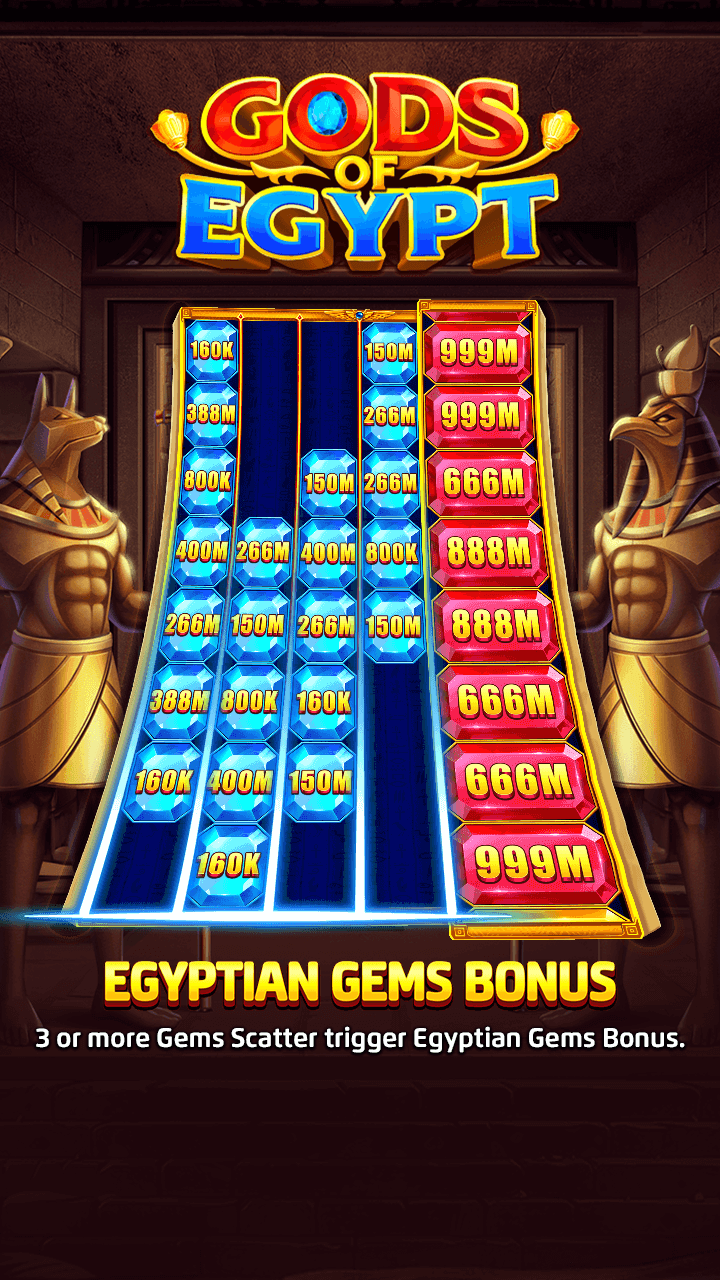 GODS
OF
EGYPT
160K 150M 999M
388M 266M 999M
800K 150M 266M 666M
400M 266M 400M 800K 888M
266M 150M 266M 150M 888M
388M 800K 160K 666M
160K 400M 150M 666M
160K 999M
EGYPTIAN GEMS BONUS
3 or more Gems Scatter trigger Egyptian Gems Bonus.